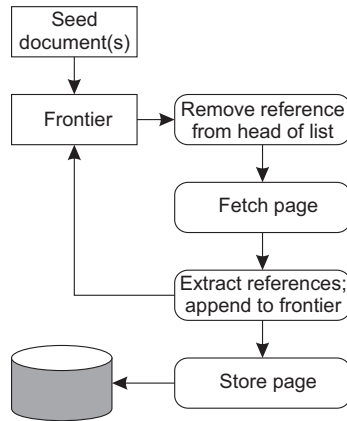 Seed
document(s)
Frontier
Remove reference
from head of list
Fetch page
Extract references;
append to frontier
Store page